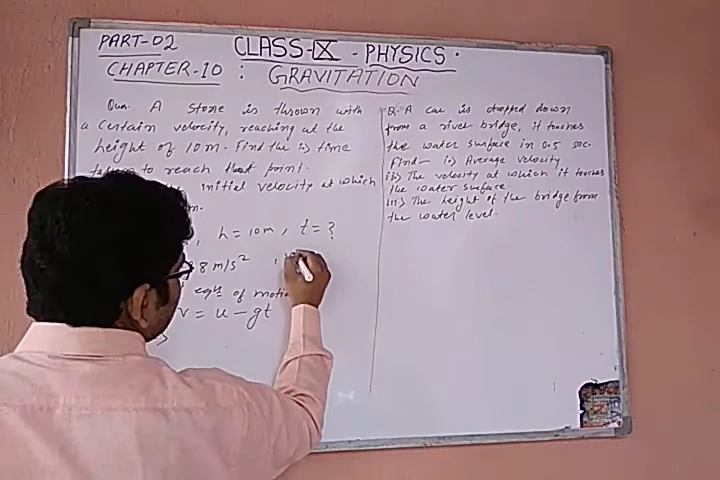 PART-02
CLASS-IX - PHYSICS.
CHAPTER-10 : GRAVITATION
Que. A stone is thrown with
a certain velocity, reaching at the
height of 10m. Find the i) time
taken to reach that point.
initial velocity at which
m.
, h = 10m, t = ?
8 m/s²
eqn of motion
v = u - gt
Q. A car is dropped down
from a river bridge, it touches
the water surface in 0.5 sec.
Find - i) Average velocity
ii) The velocity at which it touches
the water surface.
iii) The height of the bridge from
the water level.